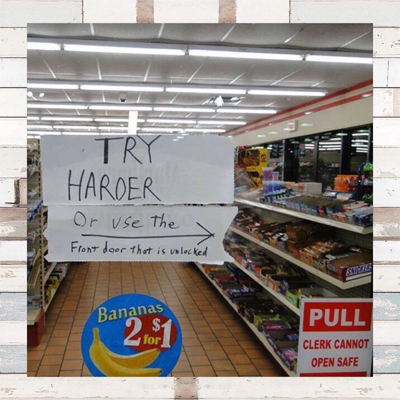 TRY
HARDER
Or use the →
Front door that is unlocked
Bananas
2 for $1
PULL
CLERK CANNOT
OPEN SAFE
SNICKERS